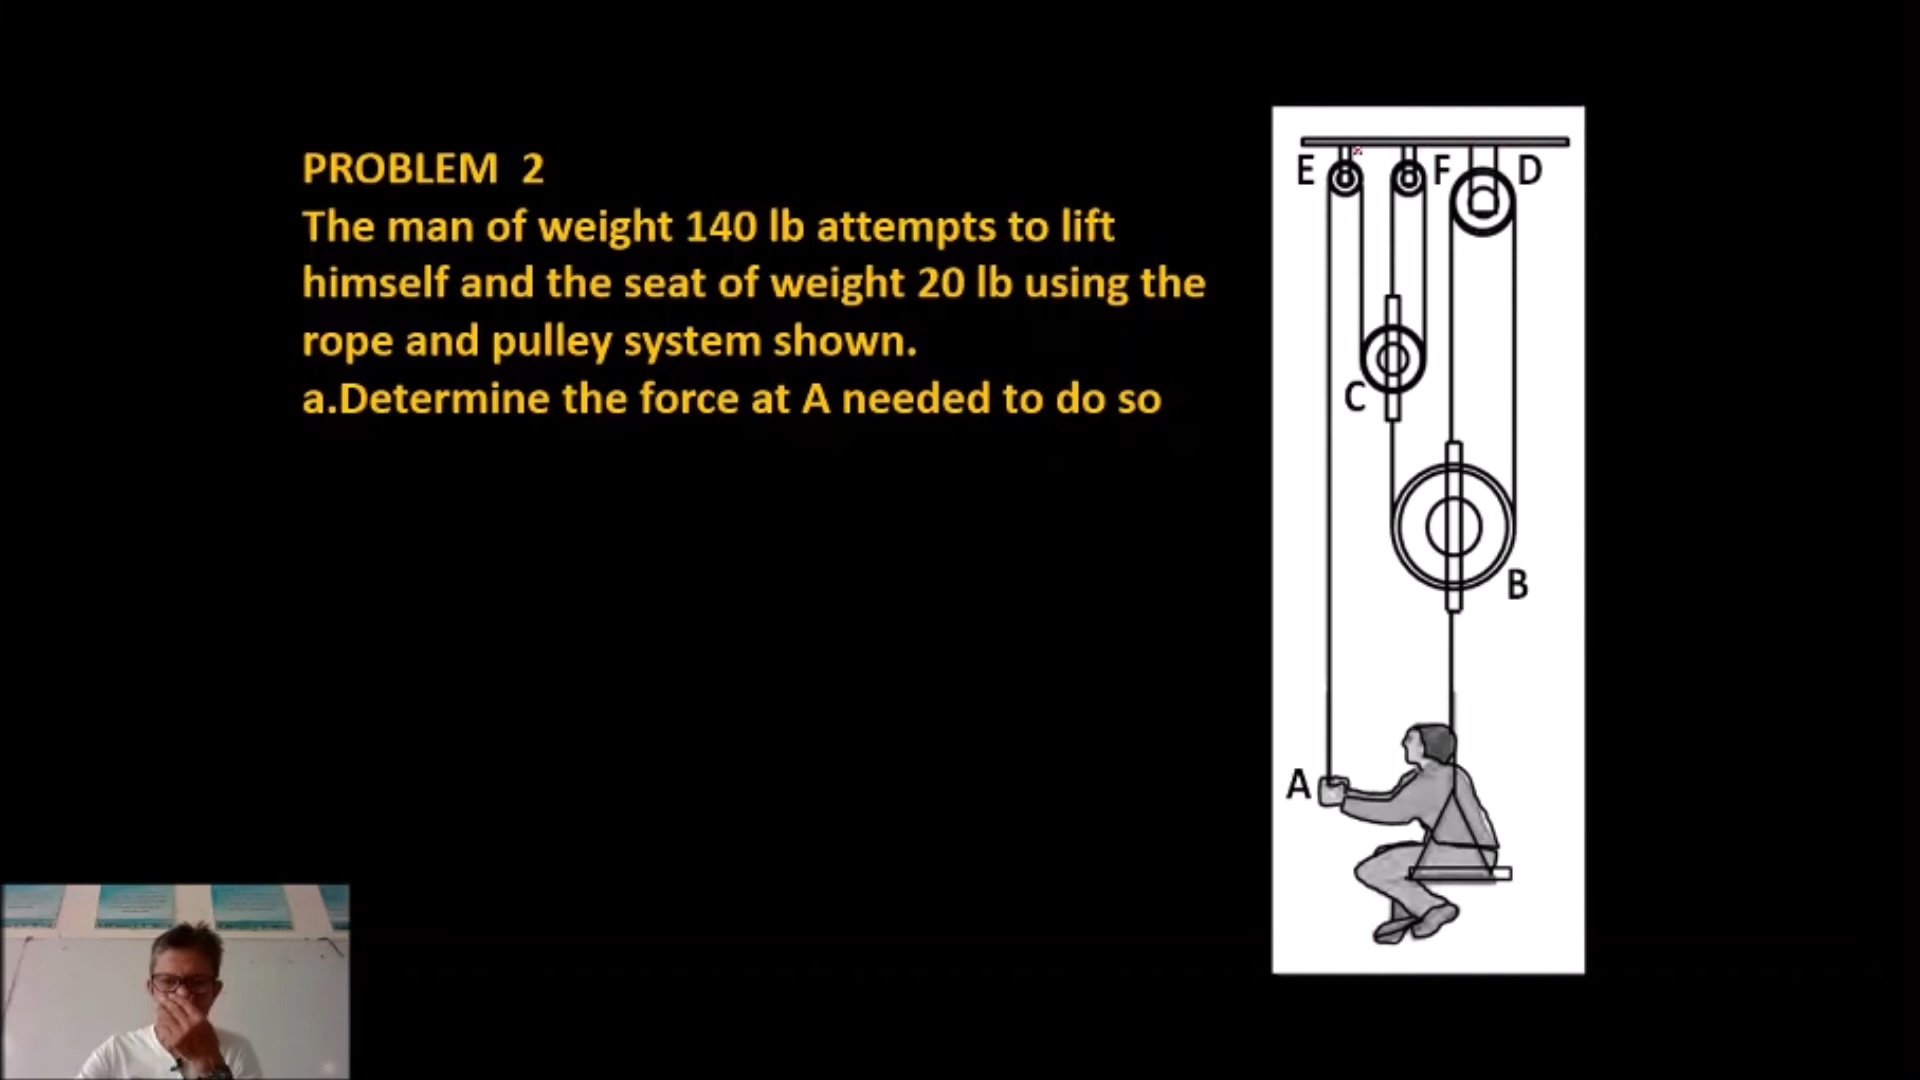 PROBLEM  2
The man of weight 140 lb attempts to lift
himself and the seat of weight 20 lb using the
rope and pulley system shown.
a.Determine the force at A needed to do so
E F D
C
B
A